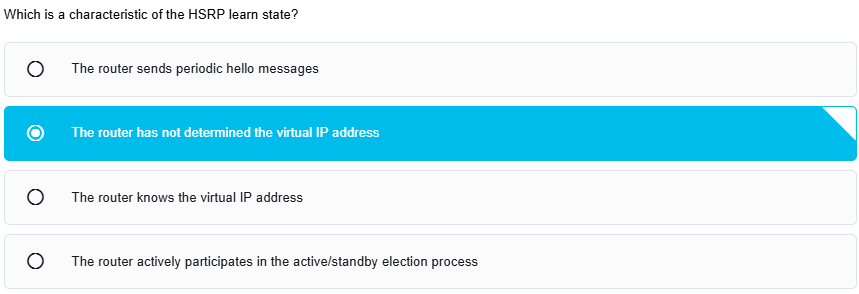 Which is a characteristic of the HSRP learn state?
The router sends periodic hello messages
The router has not determined the virtual IP address
The router knows the virtual IP address
The router actively participates in the active/standby election process